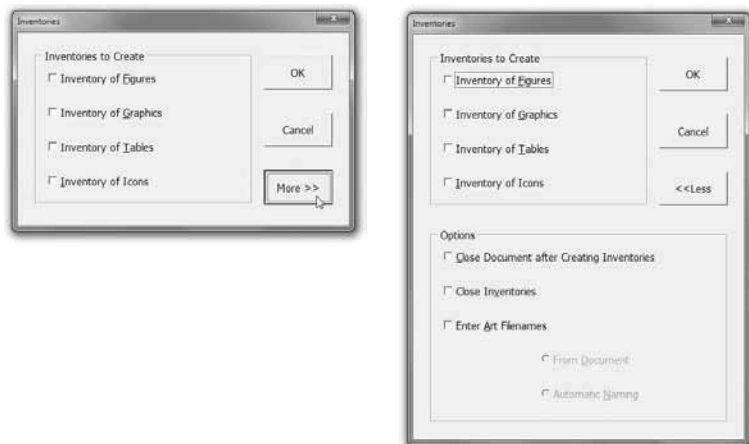 Inventories
Inventories to Create
Inventory of Figures
Inventory of Graphics
Inventory of Tables
Inventory of Icons
OK
Cancel
More >>
Inventories
Inventories to Create
Inventory of Figures
Inventory of Graphics
Inventory of Tables
Inventory of Icons
OK
Cancel
<<Less
Options
Close Document after Creating Inventories
Close Inventories
Enter Art Filenames
From Document
Automatic Naming